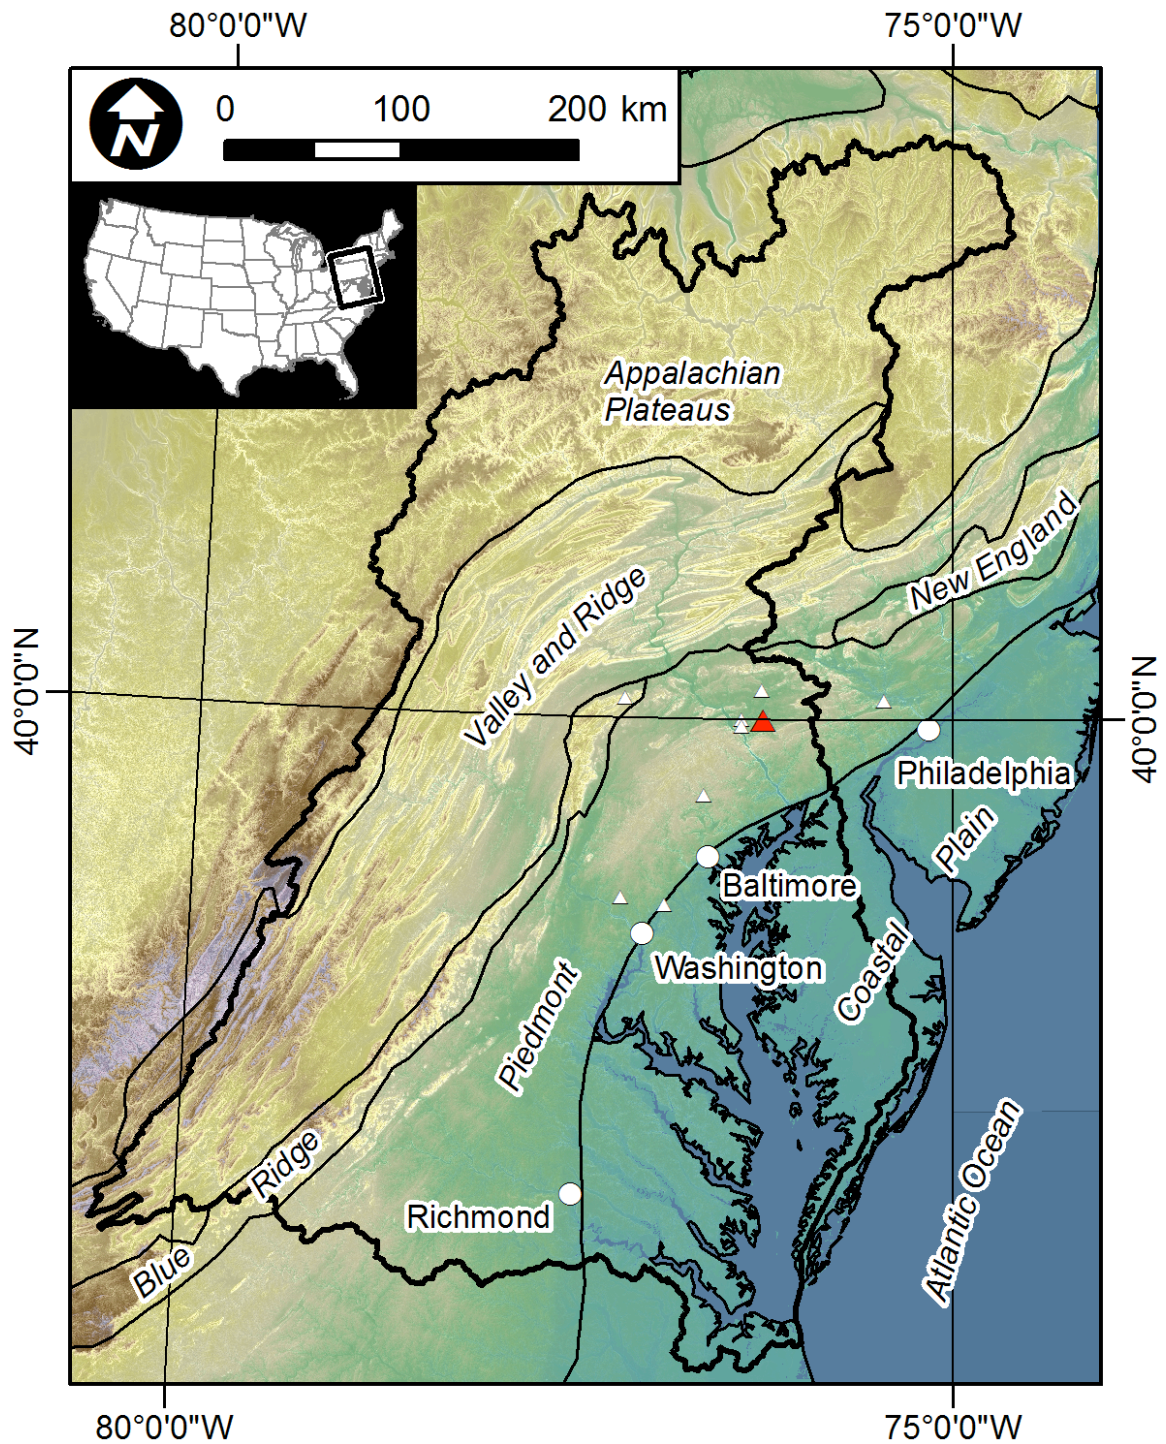 80°0'0"W
75°0'0"W
N
0 100 200 km
Appalachian
Plateaus
New England
Valley and Ridge
40°0'0"N
40°0'0"N
Philadelphia
Plain
Baltimore
Coastal
Washington
Piedmont
Atlantic Ocean
Ridge
Richmond
Blue
80°0'0"W
75°0'0"W